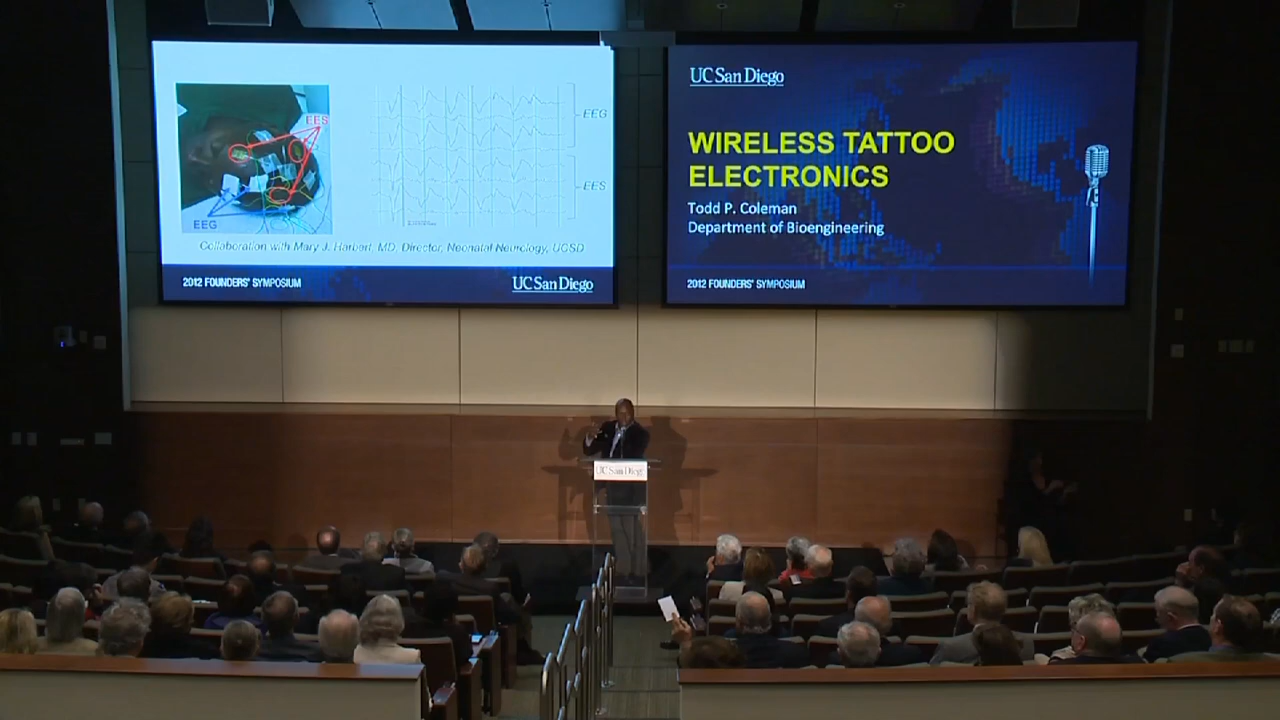 EES
EEG
EEG
EES
Collaboration with Mary J. Harbert, MD, Director, Neonatal Neurology, UCSD
2012 FOUNDERS' SYMPOSIUM
UC San Diego
UC San Diego
WIRELESS TATTOO
ELECTRONICS
Todd P. Coleman
Department of Bioengineering
2012 FOUNDERS' SYMPOSIUM
UC San Diego